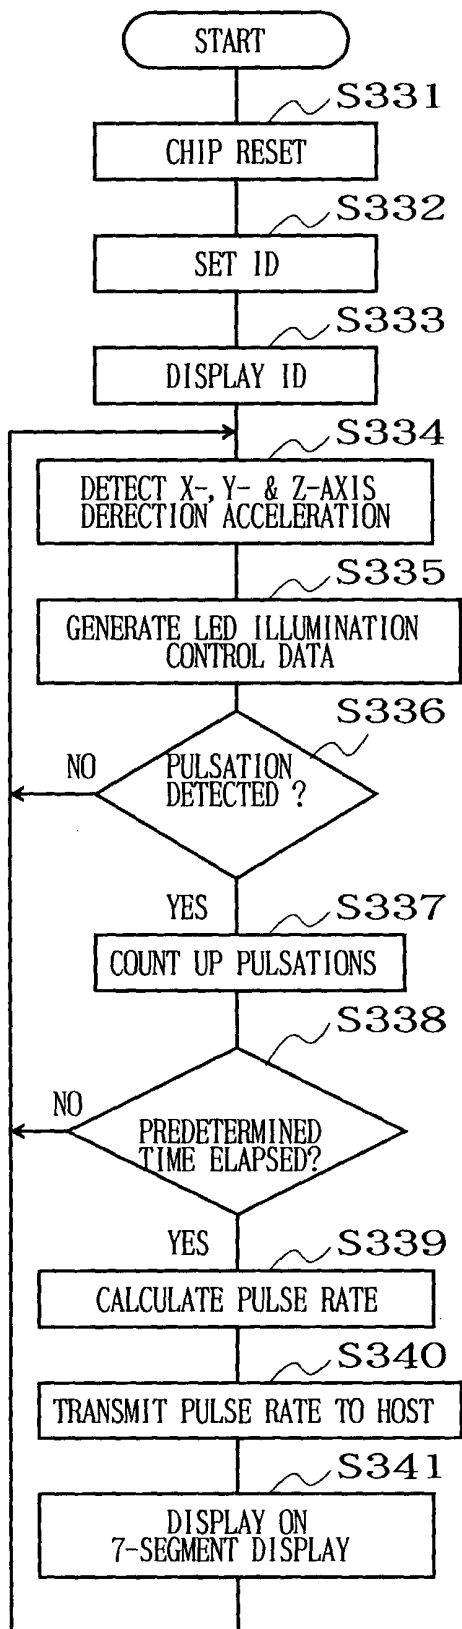 START
S331
CHIP RESET
S332
SET ID
S333
DISPLAY ID
S334
DETECT X-, Y- & Z-AXIS
DERECTION ACCELERATION
S335
GENERATE LED ILLUMINATION
CONTROL DATA
S336
NO
PULSATION
DETECTED ?
YES
S337
COUNT UP PULSATIONS
S338
NO
PREDETERMINED
TIME ELAPSED?
YES
S339
CALCULATE PULSE RATE
S340
TRANSMIT PULSE RATE TO HOST
S341
DISPLAY ON
7-SEGMENT DISPLAY